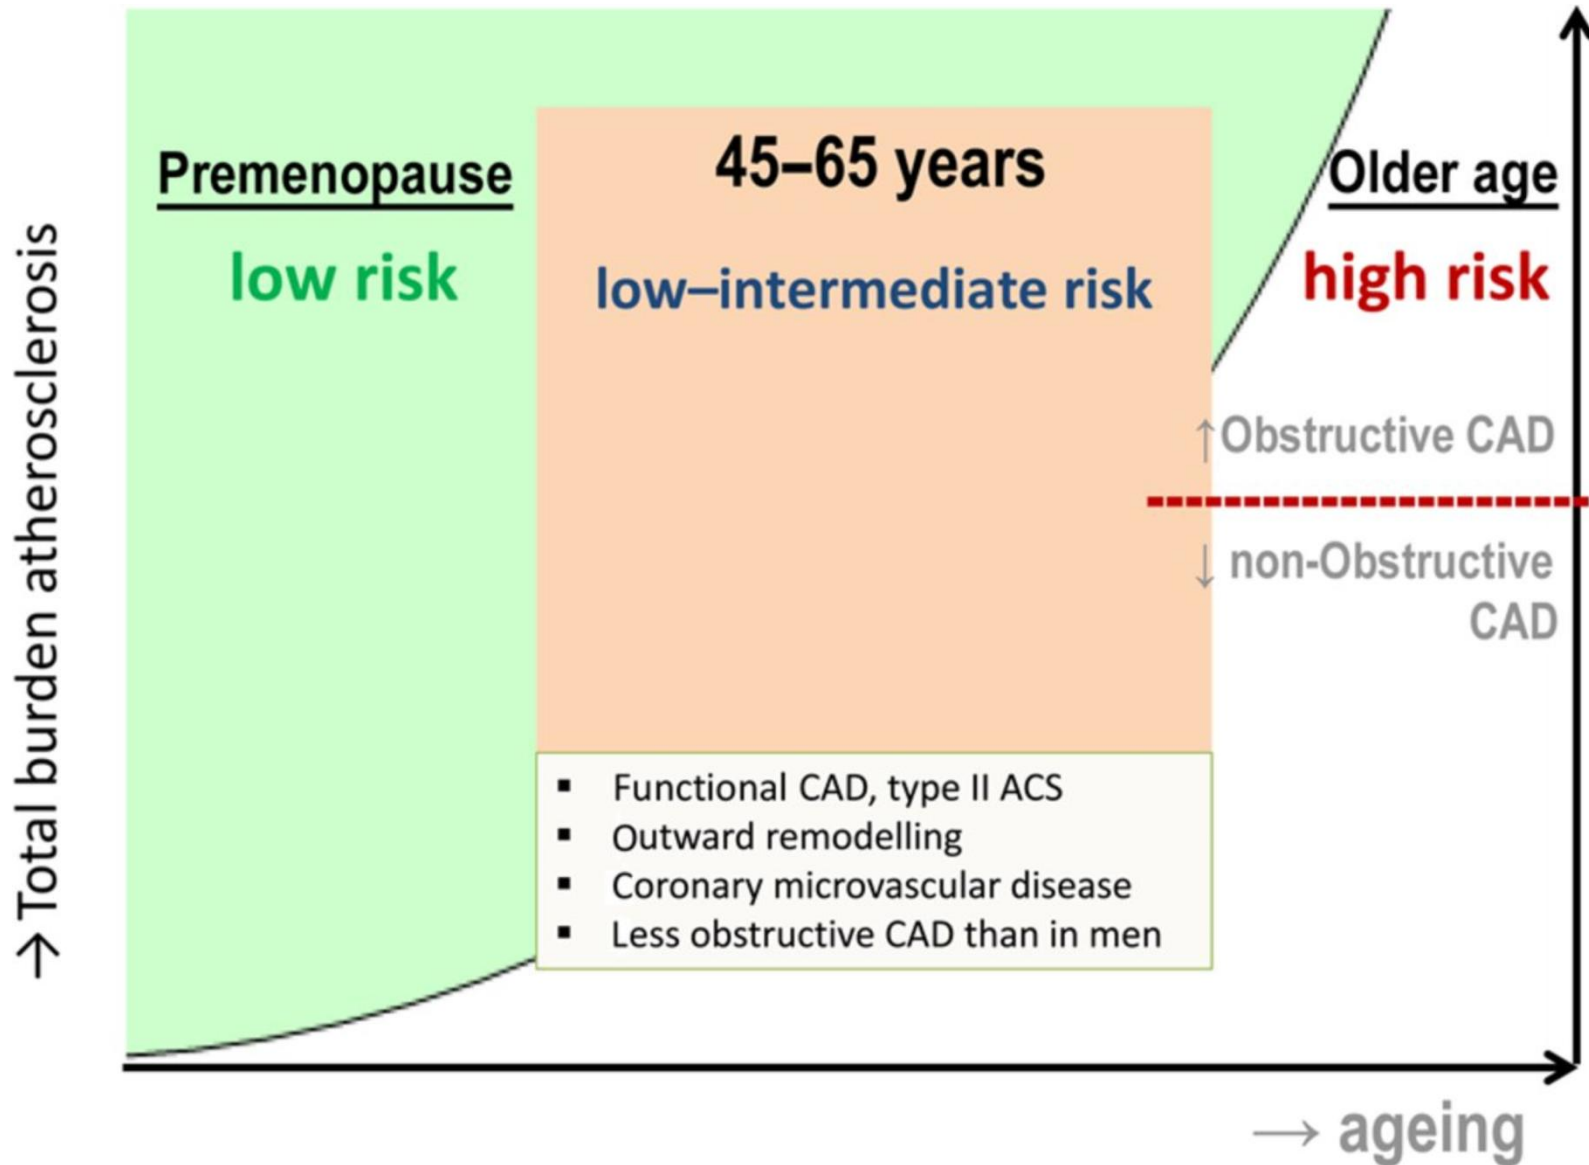 → Total burden atherosclerosis
Premenopause
low risk
45–65 years
low–intermediate risk
Older age
high risk
↑Obstructive CAD
↓ non-Obstructive
CAD
▪ Functional CAD, type II ACS
▪ Outward remodelling
▪ Coronary microvascular disease
▪ Less obstructive CAD than in men
→ ageing